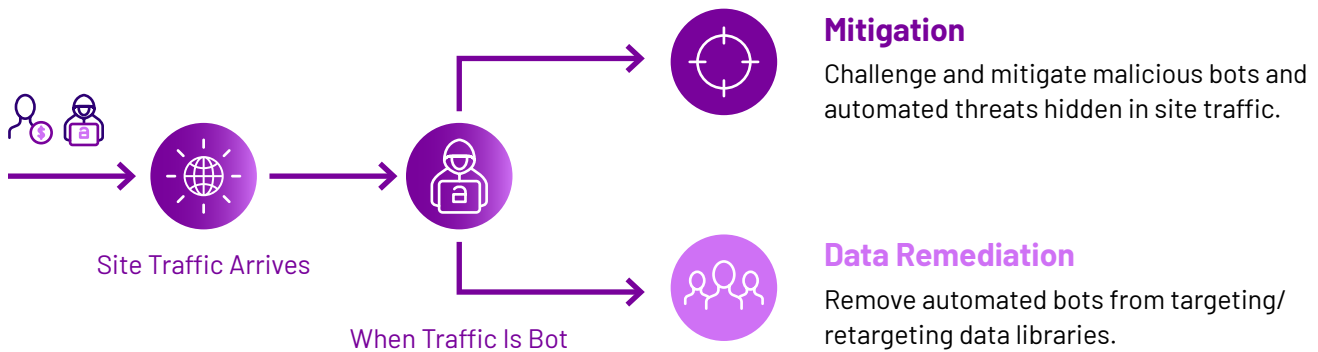 Mitigation
Challenge and mitigate malicious bots and
automated threats hidden in site traffic.
$
a
a
Site Traffic Arrives
Data Remediation
Remove automated bots from targeting/
retargeting data libraries.
When Traffic Is Bot